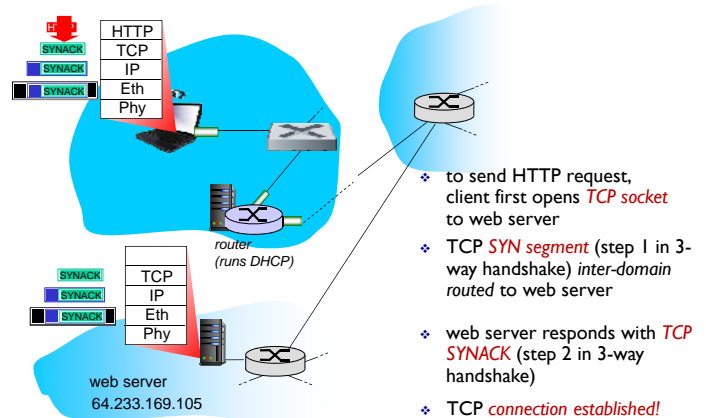 HTTP
SYNACK
SYNACK
SYNACK
HTTP
TCP
IP
Eth
Phy
router
(runs DHCP)
SYNACK
SYNACK
SYNACK
TCP
IP
Eth
Phy
web server
64.233.169.105
to send HTTP request,
client first opens TCP socket
to web server
TCP SYN segment (step 1 in 3-
way handshake) inter-domain
routed to web server
web server responds with TCP
SYNACK (step 2 in 3-way
handshake)
TCP connection established!